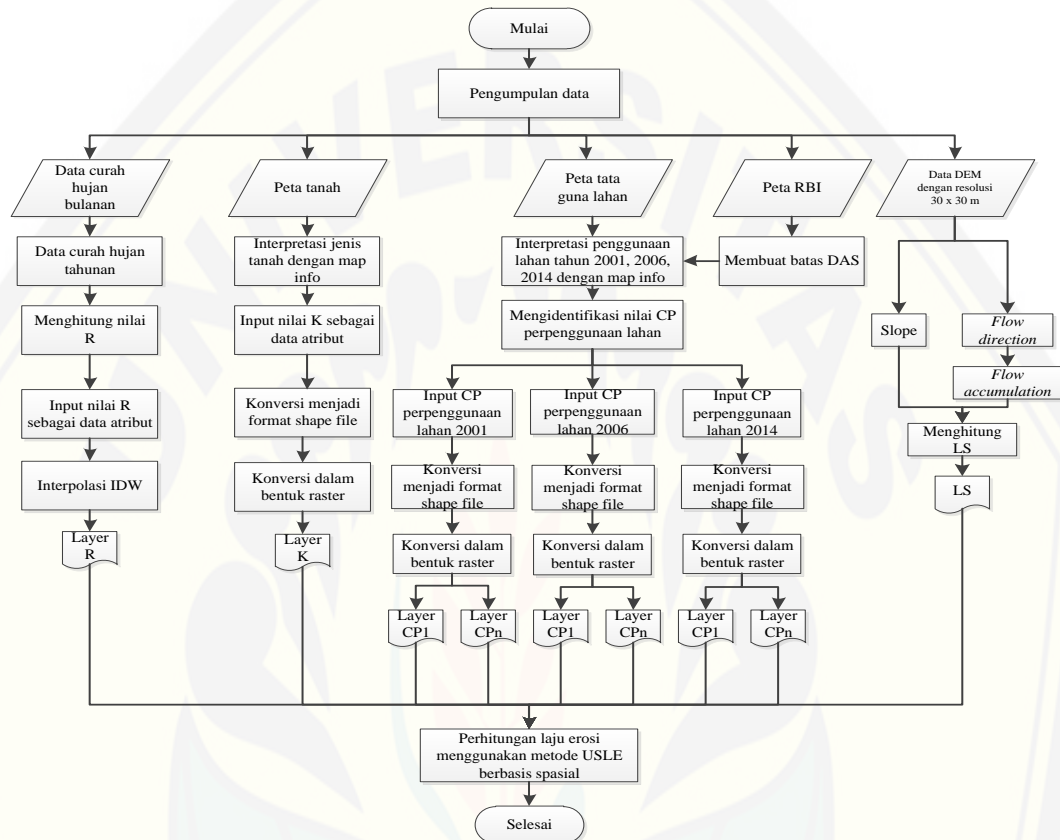 Mulai
Pengumpulan data
Data curah
hujan
bulanan
Peta tanah
Peta tata
guna lahan
Peta RBI
Data DEM
dengan resolusi
30 x 30 m
Data curah hujan
tahunan
Interpretasi jenis
tanah dengan map
info
Interpretasi penggunaan
lahan tahun 2001, 2006,
2014 dengan map info
Membuat batas DAS
Menghitung nilai
R
Input nilai K sebagai
data atribut
Mengidentifikasi nilai CP
perpenggunaan lahan
Slope
Flow
direction
Flow
accumulation
Input nilai R
sebagai data atribut
Konversi menjadi
format shape file
Input CP
perpenggunaan
lahan 2001
Input CP
perpenggunaan
lahan 2006
Input CP
perpenggunaan
lahan 2014
Menghitung
LS
Interpolasi IDW
Konversi dalam
bentuk raster
Konversi
menjadi format
shape file
Konversi
menjadi format
shape file
Konversi
menjadi format
shape file
LS
Layer
R
Layer
K
Konversi dalam
bentuk raster
Konversi dalam
bentuk raster
Konversi dalam
bentuk raster
Layer
CP1
Layer
CPn
Layer
CP1
Layer
CPn
Layer
CP1
Layer
CPn
Perhitungan laju erosi
menggunakan metode USLE
berbasis spasial
Selesai
UNIVERSITAS